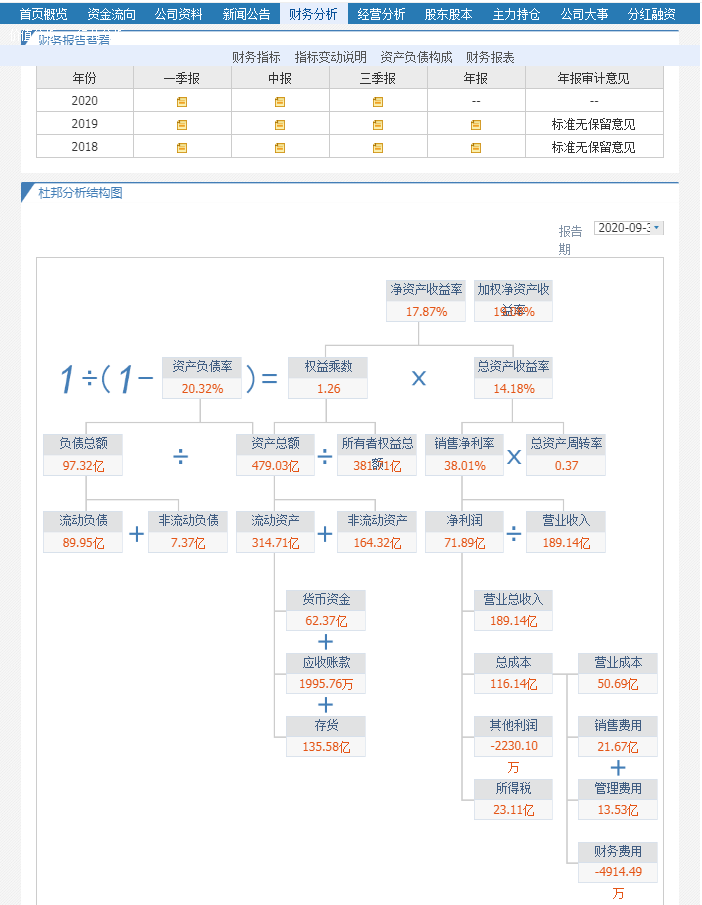 首页概览 资金流向 公司资料 新闻公告 财务分析 经营分析 股东股本 主力持仓 公司大事 分红融资
财务报告查看
财务指标 指标变动说明 资产负债构成 财务报表
年份 一季报 中报 三季报 年报 年报审计意见
2020 -- --
2019 标准无保留意见
2018 标准无保留意见
杜邦分析结构图
报告期 2020-09-3
净资产收益率 加权净资产收益率
17.87%
1÷(1− 资产负债率 )= 权益乘数 × 总资产收益率
20.32% 1.26 14.18%
负债总额 ÷ 资产总额 ÷ 所有者权益总额 销售净利率 × 总资产周转率
97.32亿 479.03亿 38.01% 0.37
流动负债 + 非流动负债 流动资产 + 非流动资产 净利润 ÷ 营业收入
89.95亿 7.37亿 314.71亿 164.32亿 71.89亿 189.14亿
货币资金 营业总收入
62.37亿 189.14亿
+
应收账款 总成本 营业成本
1995.76万 116.14亿 50.69亿
+
存货 其他利润 销售费用
135.58亿 -2230.10万 21.67亿
+
所得税 管理费用
23.11亿 13.53亿
财务费用
-4914.49万